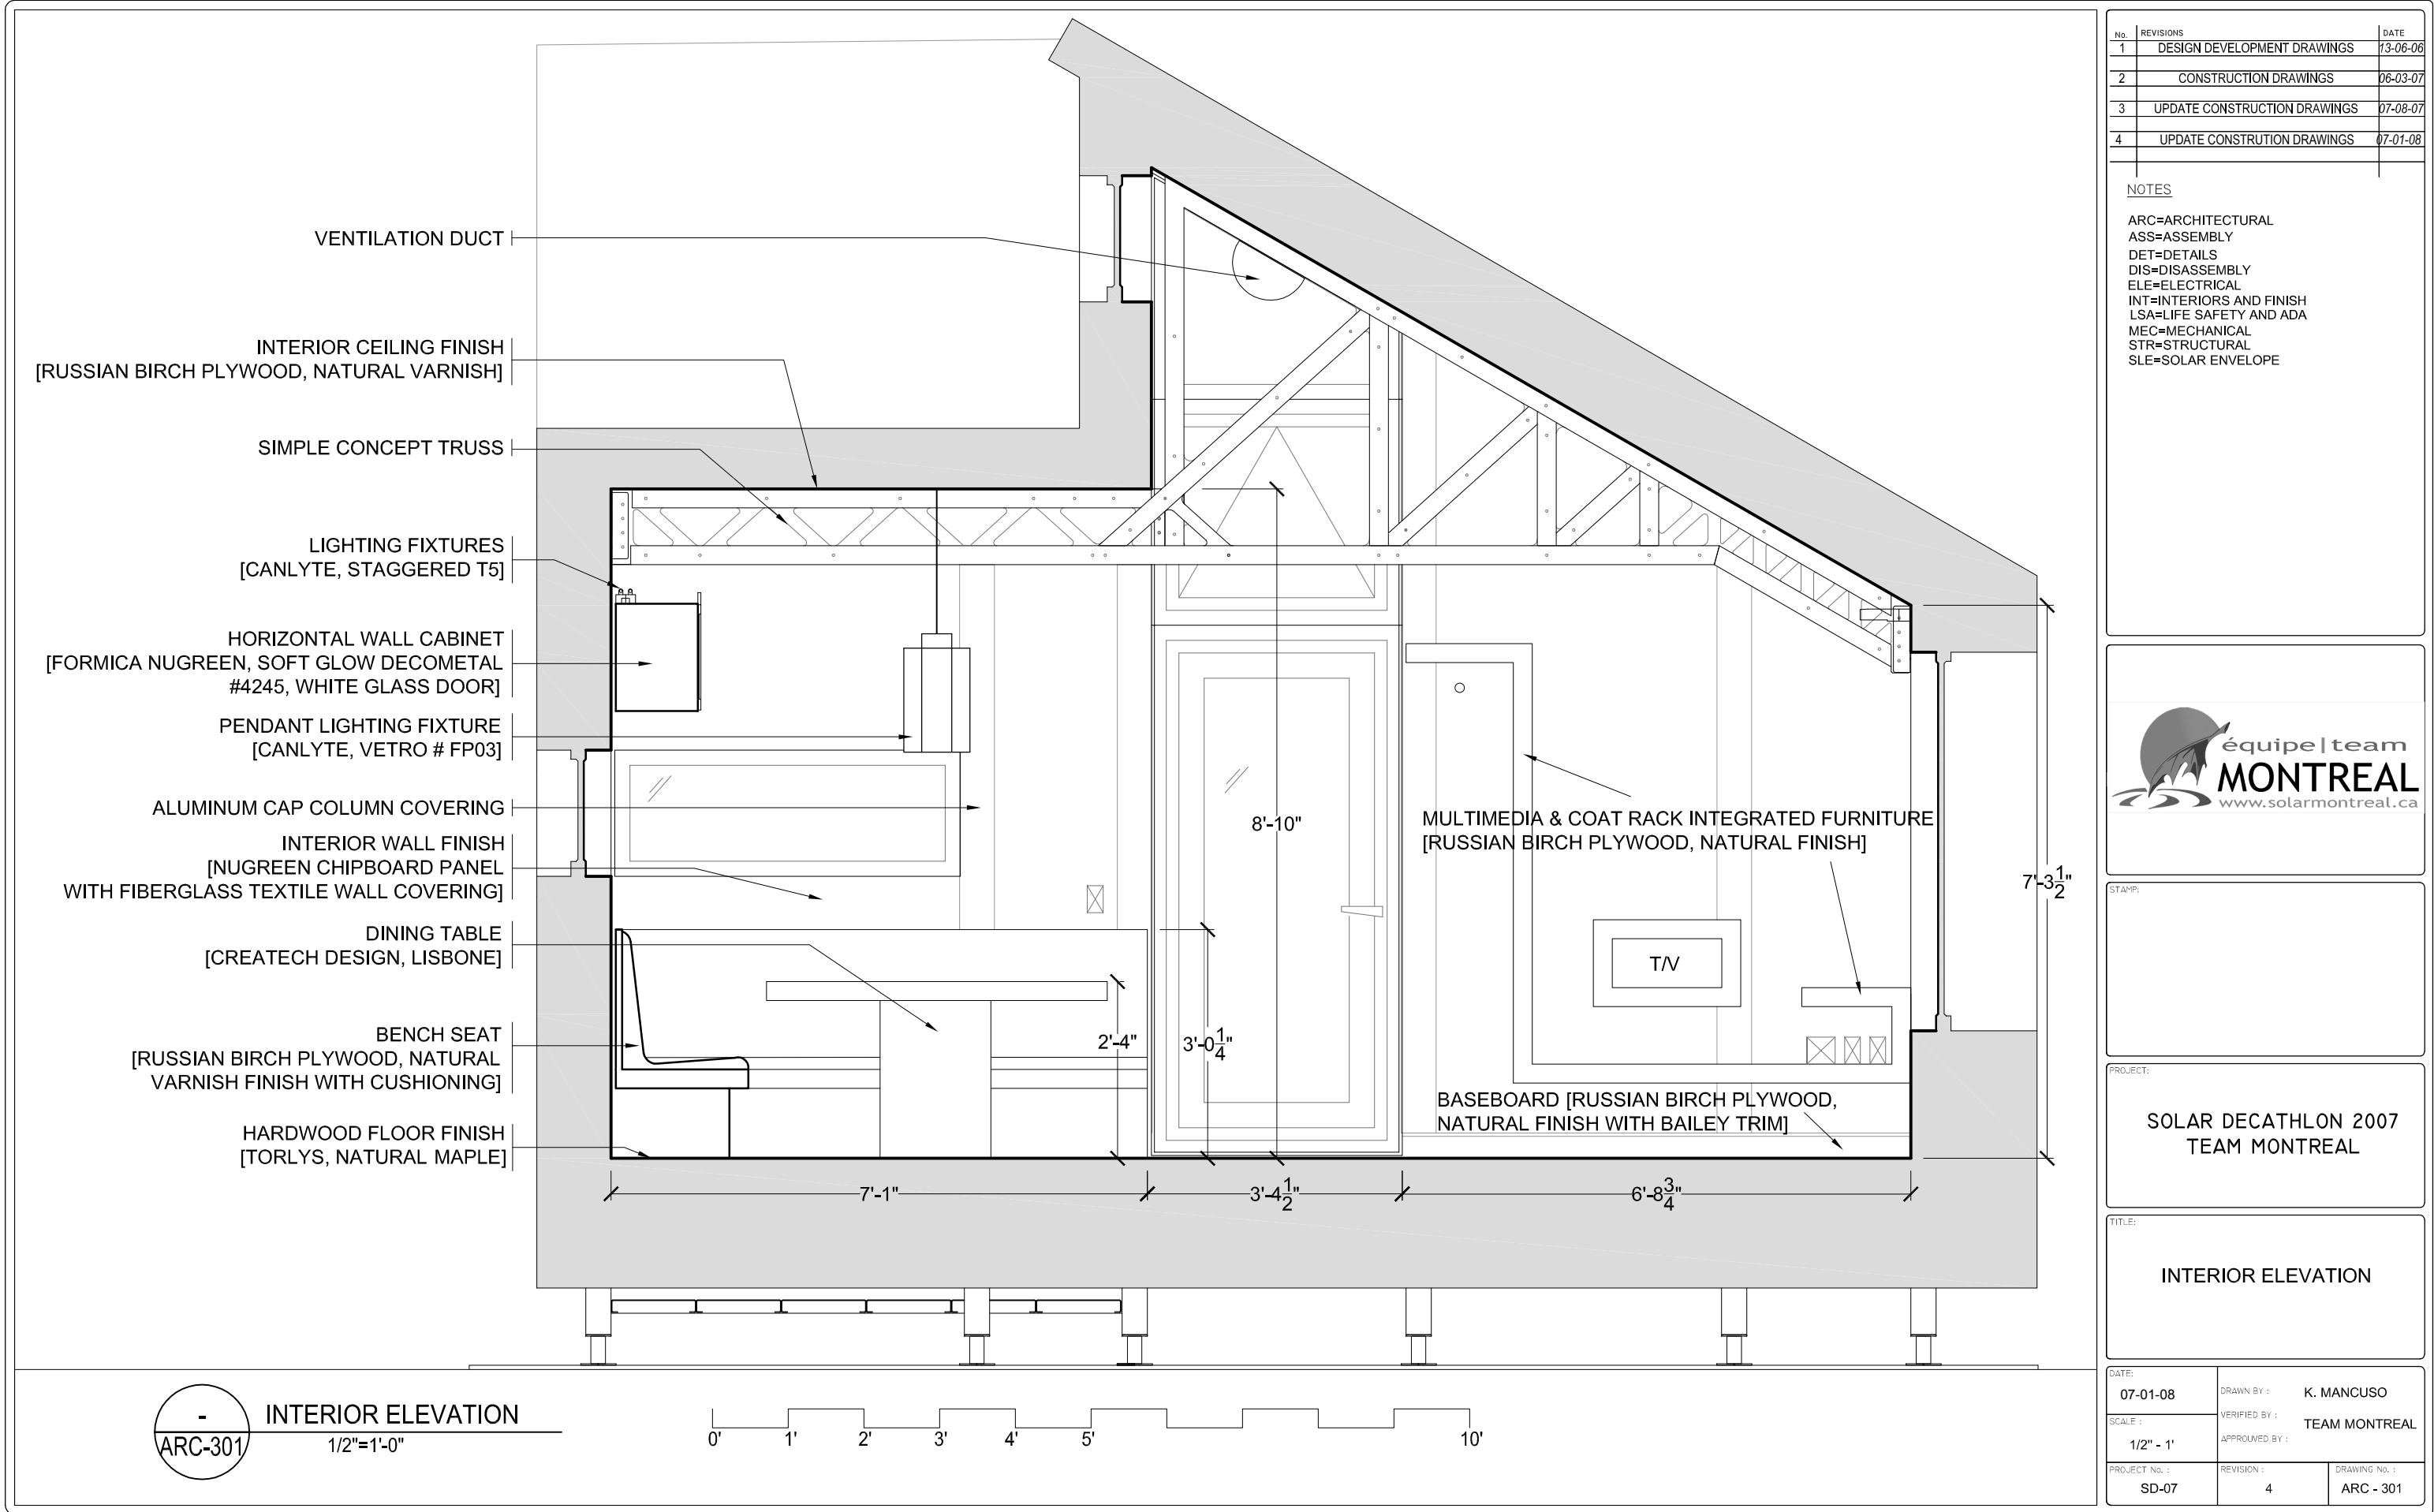 VENTILATION DUCT
INTERIOR CEILING FINISH
[RUSSIAN BIRCH PLYWOOD, NATURAL VARNISH]
SIMPLE CONCEPT TRUSS
LIGHTING FIXTURES
[CANLYTE, STAGGERED T5]
HORIZONTAL WALL CABINET
[FORMICA NUGREEN, SOFT GLOW DECOMETAL
#4245, WHITE GLASS DOOR]
PENDANT LIGHTING FIXTURE
[CANLYTE, VETRO # FP03]
ALUMINUM CAP COLUMN COVERING
INTERIOR WALL FINISH
[NUGREEN CHIPBOARD PANEL
WITH FIBERGLASS TEXTILE WALL COVERING]
DINING TABLE
[CREATECH DESIGN, LISBONE]
BENCH SEAT
[RUSSIAN BIRCH PLYWOOD, NATURAL
VARNISH FINISH WITH CUSHIONING]
HARDWOOD FLOOR FINISH
[TORLYS, NATURAL MAPLE]
8'-10"
MULTIMEDIA & COAT RACK INTEGRATED FURNITURE
[RUSSIAN BIRCH PLYWOOD, NATURAL FINISH]
7'-3 1/2"
T/V
2'-4"
3'-0 1/4"
BASEBOARD [RUSSIAN BIRCH PLYWOOD,
NATURAL FINISH WITH BAILEY TRIM]
7'-1"
3'-4 1/2"
6'-8 3/4"
-
ARC-301
INTERIOR ELEVATION
1/2"=1'-0"
0' 1' 2' 3' 4' 5' 10'
No. REVISIONS DATE
1 DESIGN DEVELOPMENT DRAWINGS 13-06-06
2 CONSTRUCTION DRAWINGS 06-03-07
3 UPDATE CONSTRUCTION DRAWINGS 07-08-07
4 UPDATE CONSTRUTION DRAWINGS 07-01-08
NOTES
ARC=ARCHITECTURAL
ASS=ASSEMBLY
DET=DETAILS
DIS=DISASSEMBLY
ELE=ELECTRICAL
INT=INTERIORS AND FINISH
LSA=LIFE SAFETY AND ADA
MEC=MECHANICAL
STR=STRUCTURAL
SLE=SOLAR ENVELOPE
équipe|team
MONTREAL
www.solarmontreal.ca
STAMP:
PROJECT:
SOLAR DECATHLON 2007
TEAM MONTREAL
TITLE:
INTERIOR ELEVATION
DATE:
07-01-08
SCALE :
1/2" - 1'
DRAWN BY : K. MANCUSO
VERIFIED BY : TEAM MONTREAL
APPROUVED BY :
PROJECT No. :
SD-07
REVISION :
4
DRAWING No. :
ARC - 301